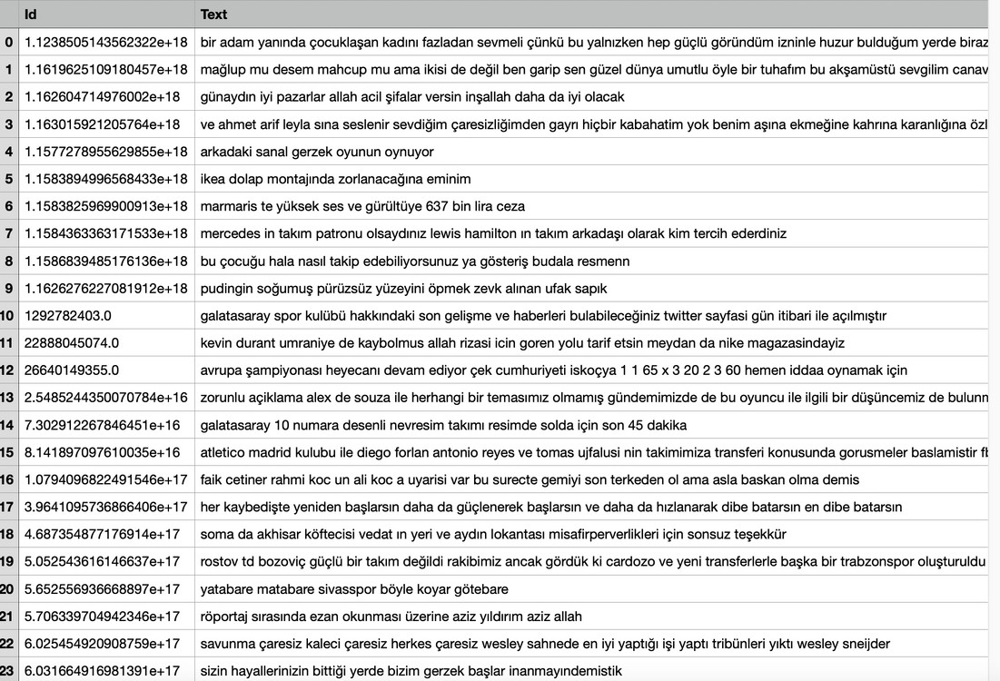 Id Text
0 1.1238505143562322e+18 bir adam yanında çocuklaşan kadını fazladan sevmeli çünkü bu yalnızken hep güçlü göründüm izninle huzur bulduğum yerde biraz
1 1.1619625109180457e+18 mağlup mu desem mahcup mu ama ikisi de değil ben garip sen güzel dünya umutlu öyle bir tuhafım bu akşamüstü sevgilim canav
2 1.162604714976002e+18 günaydın iyi pazarlar allah acil şifalar versin inşallah daha da iyi olacak
3 1.163015921205764e+18 ve ahmet arif leyla sına seslenir sevdiğim çaresizliğimden gayrı hiçbir kabahatim yok benim aşına ekmeğine kahrına karanlığına özl
4 1.1577278955629855e+18 arkadaki sanal gerzek oyunun oynuyor
5 1.1583894996568433e+18 ikea dolap montajında zorlanacağına eminim
6 1.1583825969900913e+18 marmaris te yüksek ses ve gürültüye 637 bin lira ceza
7 1.1584363363171533e+18 mercedes in takım patronu olsaydınız lewis hamilton ın takım arkadaşı olarak kim tercih ederdiniz
8 1.1586839485176136e+18 bu çocuğu hala nasıl takip edebiliyorsunuz ya gösteriş budala resmenn
9 1.1626276227081912e+18 pudingin soğumuş pürüzsüz yüzeyini öpmek zevk alınan ufak sapık
10 1292782403.0 galatasaray spor kulübü hakkındaki son gelişme ve haberleri bulabileceğiniz twitter sayfasi gün itibari ile açılmıştır
11 22888045074.0 kevin durant umraniye de kaybolmus allah rizasi icin goren yolu tarif etsin meydan da nike magazasindayiz
12 26640149355.0 avrupa şampiyonası heyecanı devam ediyor çek cumhuriyeti iskoçya 1 1 65 x 3 20 2 3 60 hemen iddaa oynamak için
13 2.5485244350070784e+16 zorunlu açiklama alex de souza ile herhangi bir temasımız olmamış gündemimizde de bu oyuncu ile ilgili bir düşüncemiz de bulunm
14 7.302912267846451e+16 galatasaray 10 numara desenli nevresim takımı resimde solda için son 45 dakika
15 8.141897097610035e+16 atletico madrid kulubu ile diego forlan antonio reyes ve tomas ujfalusi nin takimimiza transferi konusunda gorusmeler baslamistir fb
16 1.0794096822491546e+17 faik cetiner rahmi koc un ali koc a uyarisi var bu surecte gemiyi son terkeden ol ama asla baskan olma demis
17 3.9641095736866406e+17 her kaybedişte yeniden başlarsın daha da güçlenerek başlarsın ve daha da hızlanarak dibe batarsın en dibe batarsın
18 4.687354877176914e+17 soma da akhisar köftecisi vedat ın yeri ve aydın lokantası misafirperverlikleri için sonsuz teşekkür
19 5.052543616146637e+17 rostov td bozoviç güçlü bir takım değildi rakibimiz ancak gördük ki cardozo ve yeni transferlerle başka bir trabzonspor oluşturuldu
20 5.652556936668897e+17 yatabare matabare sivasspor böyle koyar götebare
21 5.706339704942346e+17 röportaj sırasında ezan okunması üzerine aziz yıldırım aziz allah
22 6.025454920908759e+17 savunma çaresiz kaleci çaresiz herkes çaresiz wesley sahnede en iyi yaptığı işi yaptı tribünleri yıktı wesley sneijder
23 6.031664916981391e+17 sizin hayallerinizin bittiği yerde bizim gerzek başlar inanmayındemistik